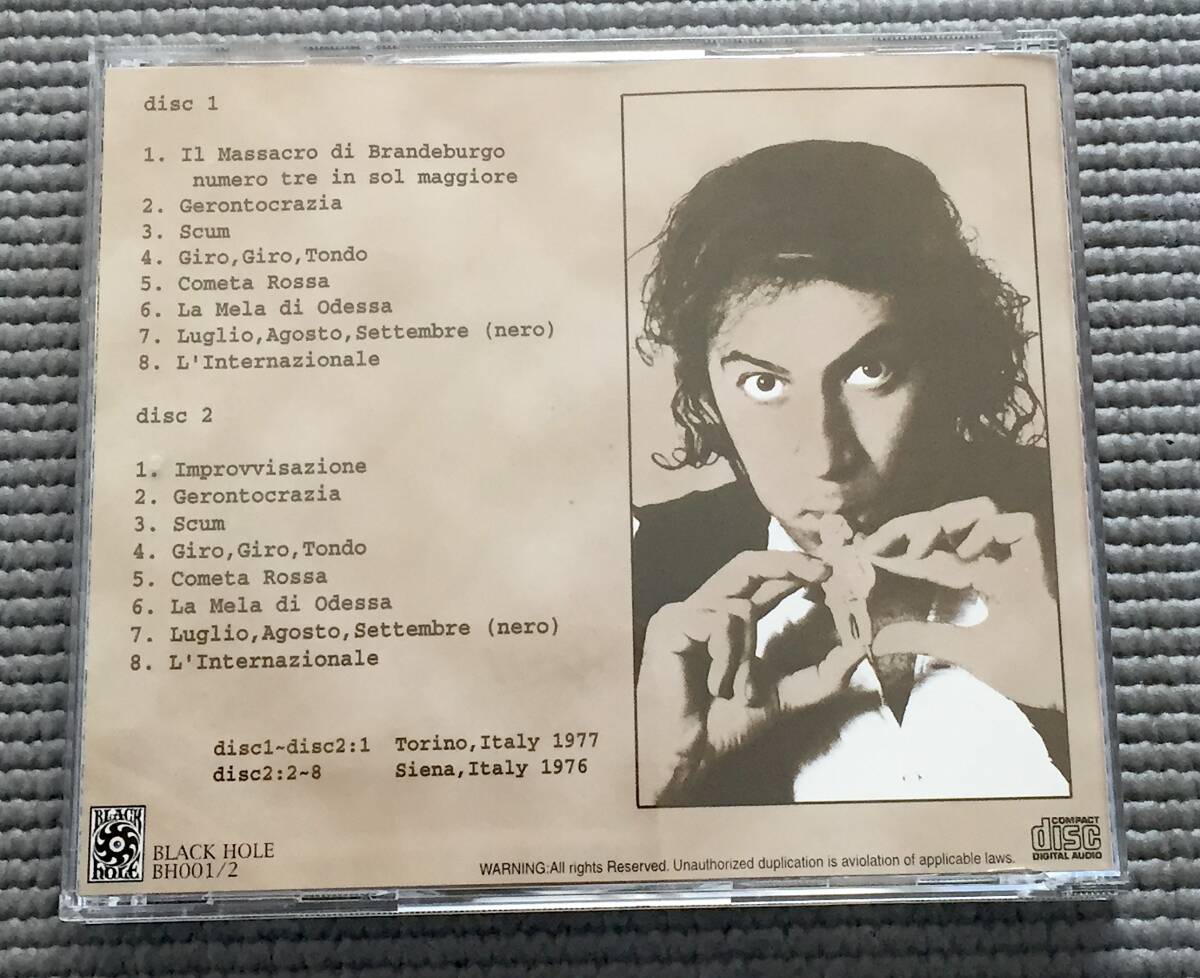 disc 1
1. Il Massacro di Brandeburgo
numero tre in sol maggiore
2. Gerontocrazia
3. Scum
4. Giro,Giro,Tondo
5. Cometa Rossa
6. La Mela di Odessa
7. Luglio,Agosto,Settembre (nero)
8. L'Internazionale
disc 2
1. Improvvisazione
2. Gerontocrazia
3. Scum
4. Giro,Giro,Tondo
5. Cometa Rossa
6. La Mela di Odessa
7. Luglio,Agosto,Settembre (nero)
8. L'Internazionale
disc1~disc2:1 Torino,Italy 1977
disc2:2~8 Siena,Italy 1976
BLACK
HOLE
BLACK HOLE
BH001/2
WARNING:All rights Reserved. Unauthorized duplication is aviolation of applicable laws.
COMPACT
disc
DIGITAL AUDIO